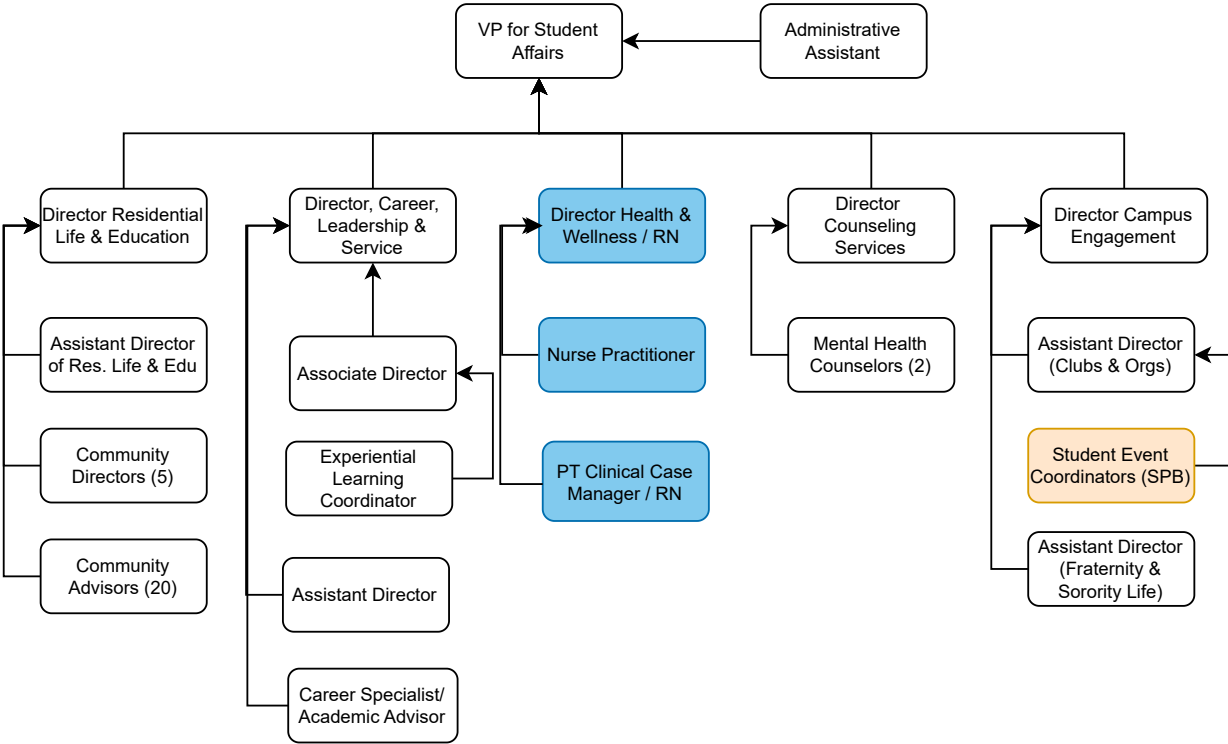 VP for Student
Affairs
Administrative
Assistant
Director Residential
Life & Education
Director, Career,
Leadership &
Service
Director Health &
Wellness / RN
Director
Counseling
Services
Director Campus
Engagement
Assistant Director
of Res. Life & Edu
Associate Director
Nurse Practitioner
Mental Health
Counselors (2)
Assistant Director
(Clubs & Orgs)
Community
Directors (5)
Experiential
Learning
Coordinator
PT Clinical Case
Manager / RN
Student Event
Coordinators (SPB)
Community
Advisors (20)
Assistant Director
Assistant Director
(Fraternity &
Sorority Life)
Career Specialist/
Academic Advisor